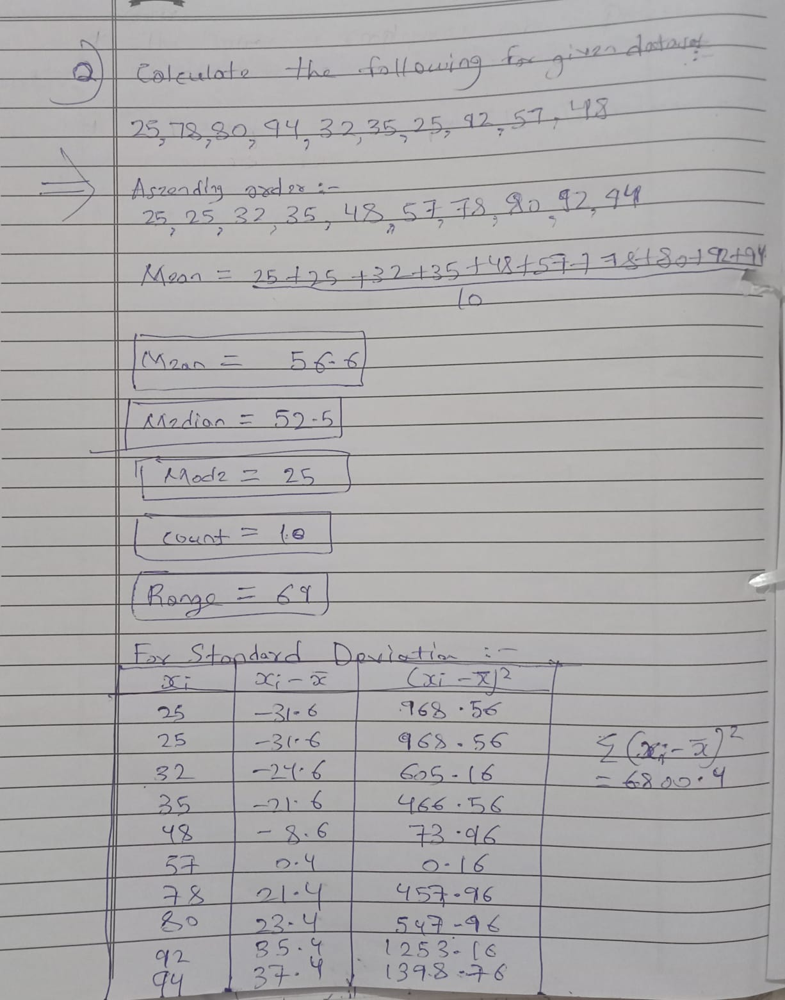 Q) Calculate the following for given dataset :-
25, 78, 80, 94, 32, 35, 25, 92, 57, 48
⇒ Aszending order :-
25, 25, 32, 35, 48, 57, 78, 80, 92, 94
Mean = 25+25+32+35+48+57+78+80+92+94
10
Mean = 56.6
Median = 52.5
Mode = 25
count = 10
Range = 69
For Standard Deviation :-
xi xi - x̄ (xi - x̄)²
25 -31.6 968.56
25 -31.6 968.56
Σ(xi - x̄)²
32 -24.6 605.16
= 6800.4
35 -21.6 466.56
48 -8.6 73.96
57 0.4 0.16
78 21.4 457.96
80 23.4 547.96
92 35.4 1253.16
94 37.4 1398.76